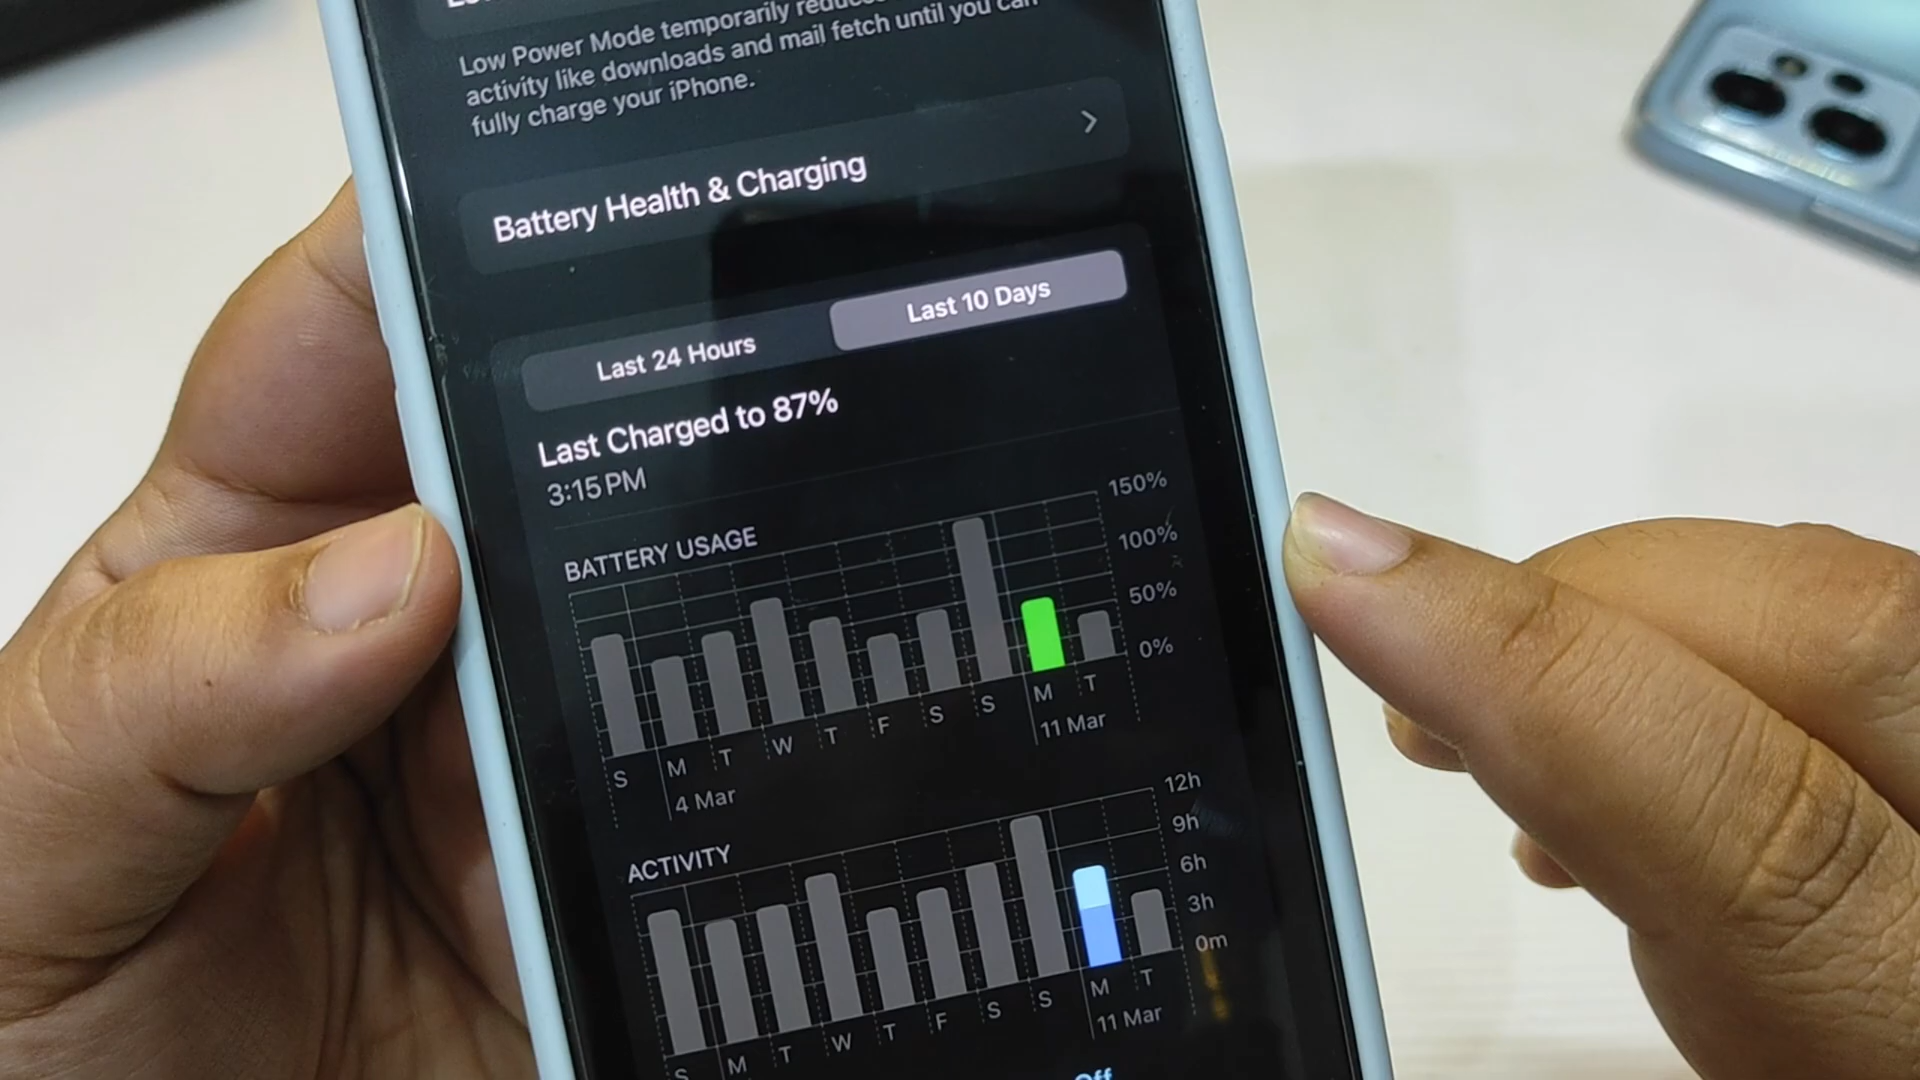 Low Power Mode temporarily
activity like downloads and mail fetch until you can
fully charge your iPhone.
Battery Health & Charging
Last 24 Hours
Last 10 Days
Last Charged to 87%
3:15 PM
BATTERY USAGE
150%
100%
50%
0%
S M T W T F S S M T
4 Mar
11 Mar
ACTIVITY
12h
9h
6h
3h
0m
S M T W T F S S M T
11 Mar
Off